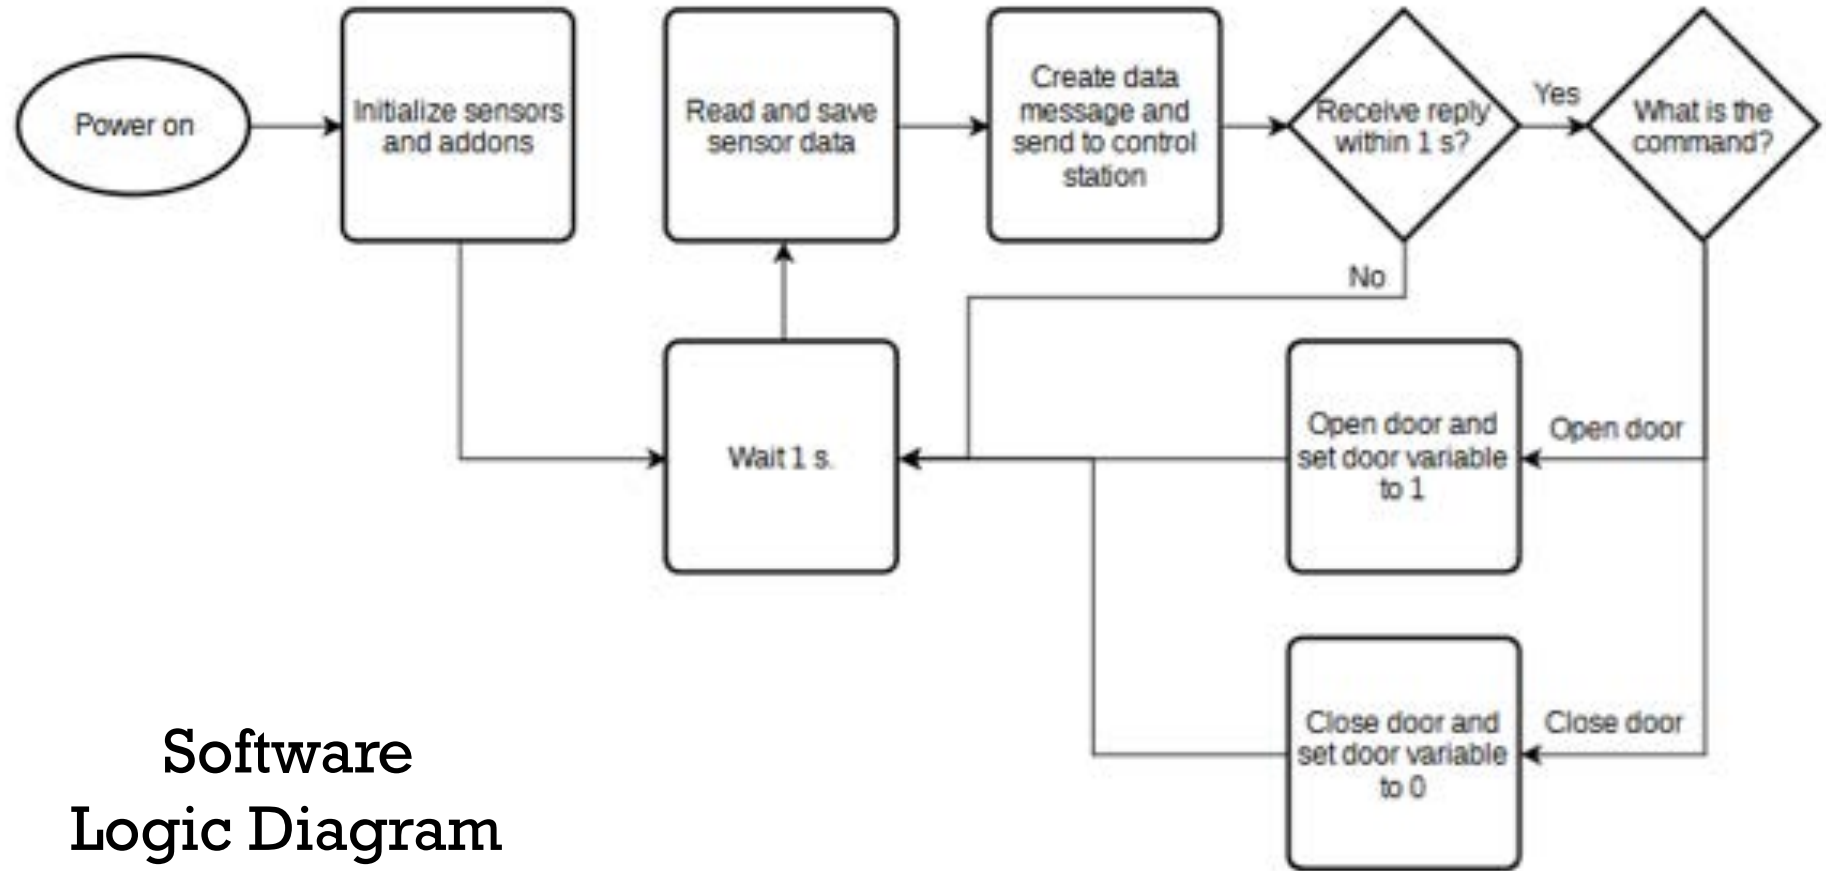 Power on
Initialize sensors
and addons
Read and save
sensor data
Create data
message and
send to control
station
Receive reply
within 1 s?
Yes
What is the
command?
No
Wait 1 s.
Open door and
set door variable
to 1
Open door
Close door and
set door variable
to 0
Close door
Software
Logic Diagram